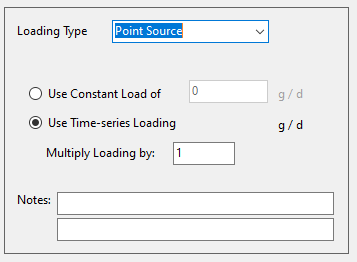 Loading Type Point Source
Use Constant Load of 0 g / d
Use Time-series Loading g / d
Multiply Loading by: 1
Notes: